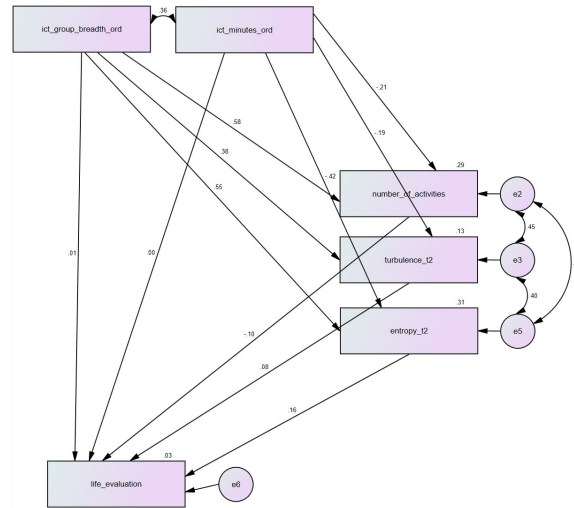 .36
ict_group_breadth_ord
ict_minutes_ord
-.21
-.19
.58
.38
-.42
.55
.29
number_of_activities
e2
.45
.13
turbulence_t2
e3
.40
.31
entropy_t2
e5
.01
.00
-.10
.08
.16
.03
life_evaluation
e6